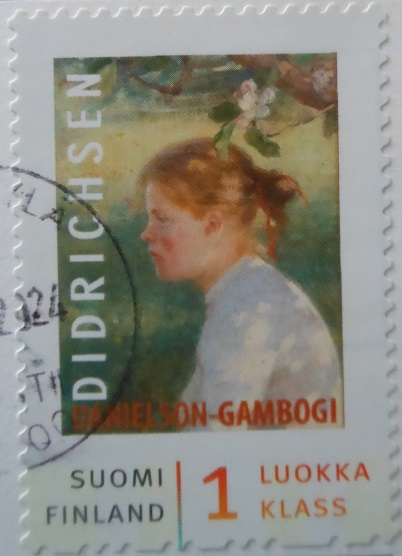 DIDRICHSEN
DANIELSON-GAMBOGI
SUOMI
FINLAND
1
LUOKKA
KLASS